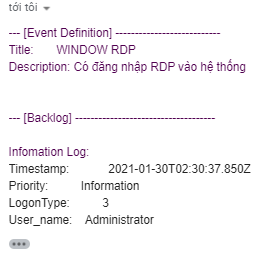 tới tôi
--- [Event Definition] ---------------------------
Title: WINDOW RDP
Description: Có đăng nhập RDP vào hệ thống
--- [Backlog] ------------------------------------
Infomation Log:
Timestamp: 2021-01-30T02:30:37.850Z
Priority: Information
LogonType: 3
User_name: Administrator